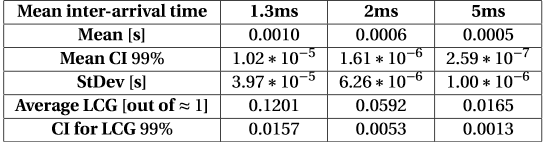 Mean inter-arrival time 1.3ms 2ms 5ms
Mean [s] 0.0010 0.0006 0.0005
Mean CI 99% 1.02 * 10^−5 1.61 * 10^−6 2.59 * 10^−7
StDev [s] 3.97 * 10^−5 6.26 * 10^−6 1.00 * 10^−6
Average LCG [out of ≈ 1] 0.1201 0.0592 0.0165
CI for LCG 99% 0.0157 0.0053 0.0013